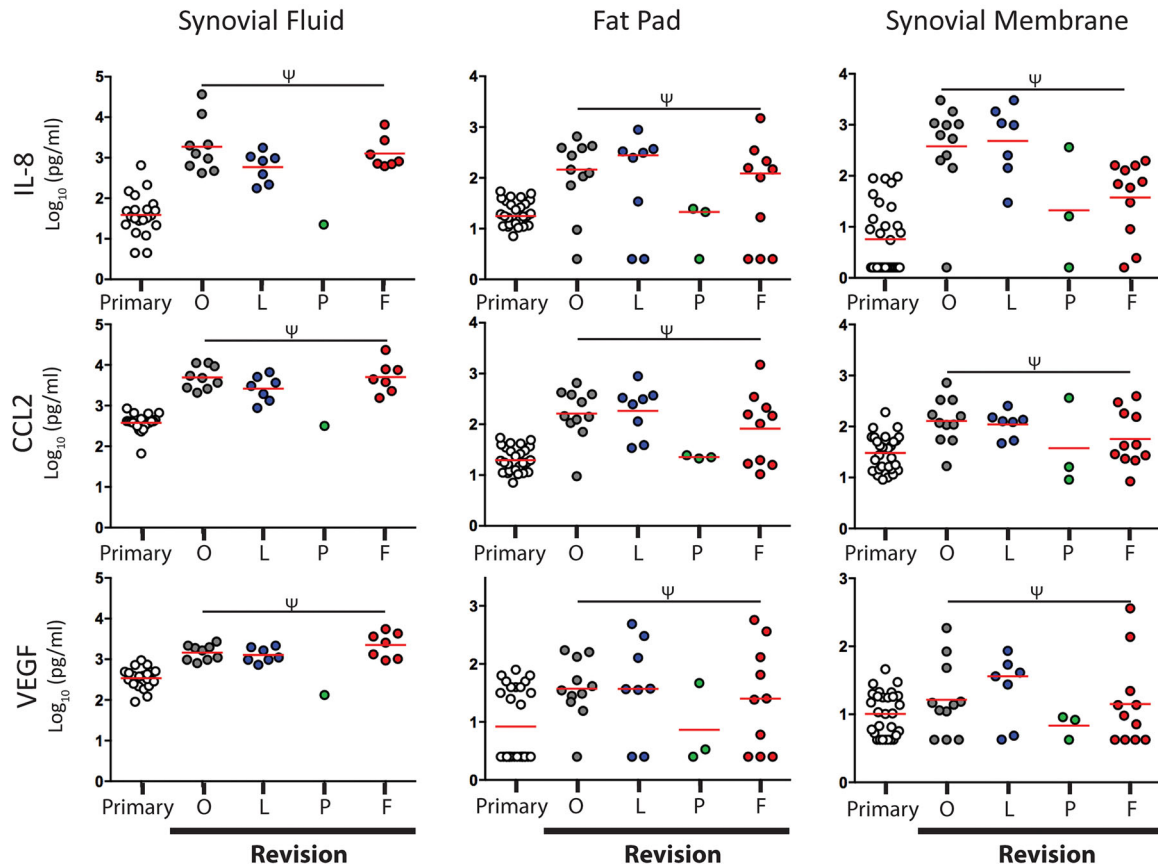 Synovial Fluid Fat Pad Synovial Membrane
IL-8
Log10 (pg/ml)
5
4
3
2
1
0
Ψ
Primary O L P F
3
2
1
0
Ψ
Primary O L P F
4
3
2
1
0
Ψ
Primary O L P F
CCL2
Log10 (pg/ml)
5
4
3
2
1
0
Ψ
Primary O L P F
4
3
2
1
0
Ψ
Primary O L P F
4
3
2
1
0
Ψ
Primary O L P F
VEGF
Log10 (pg/ml)
5
4
3
2
1
0
Ψ
Primary O L P F
3
2
1
0
Ψ
Primary O L P F
3
2
1
0
Ψ
Primary O L P F
Revision Revision Revision